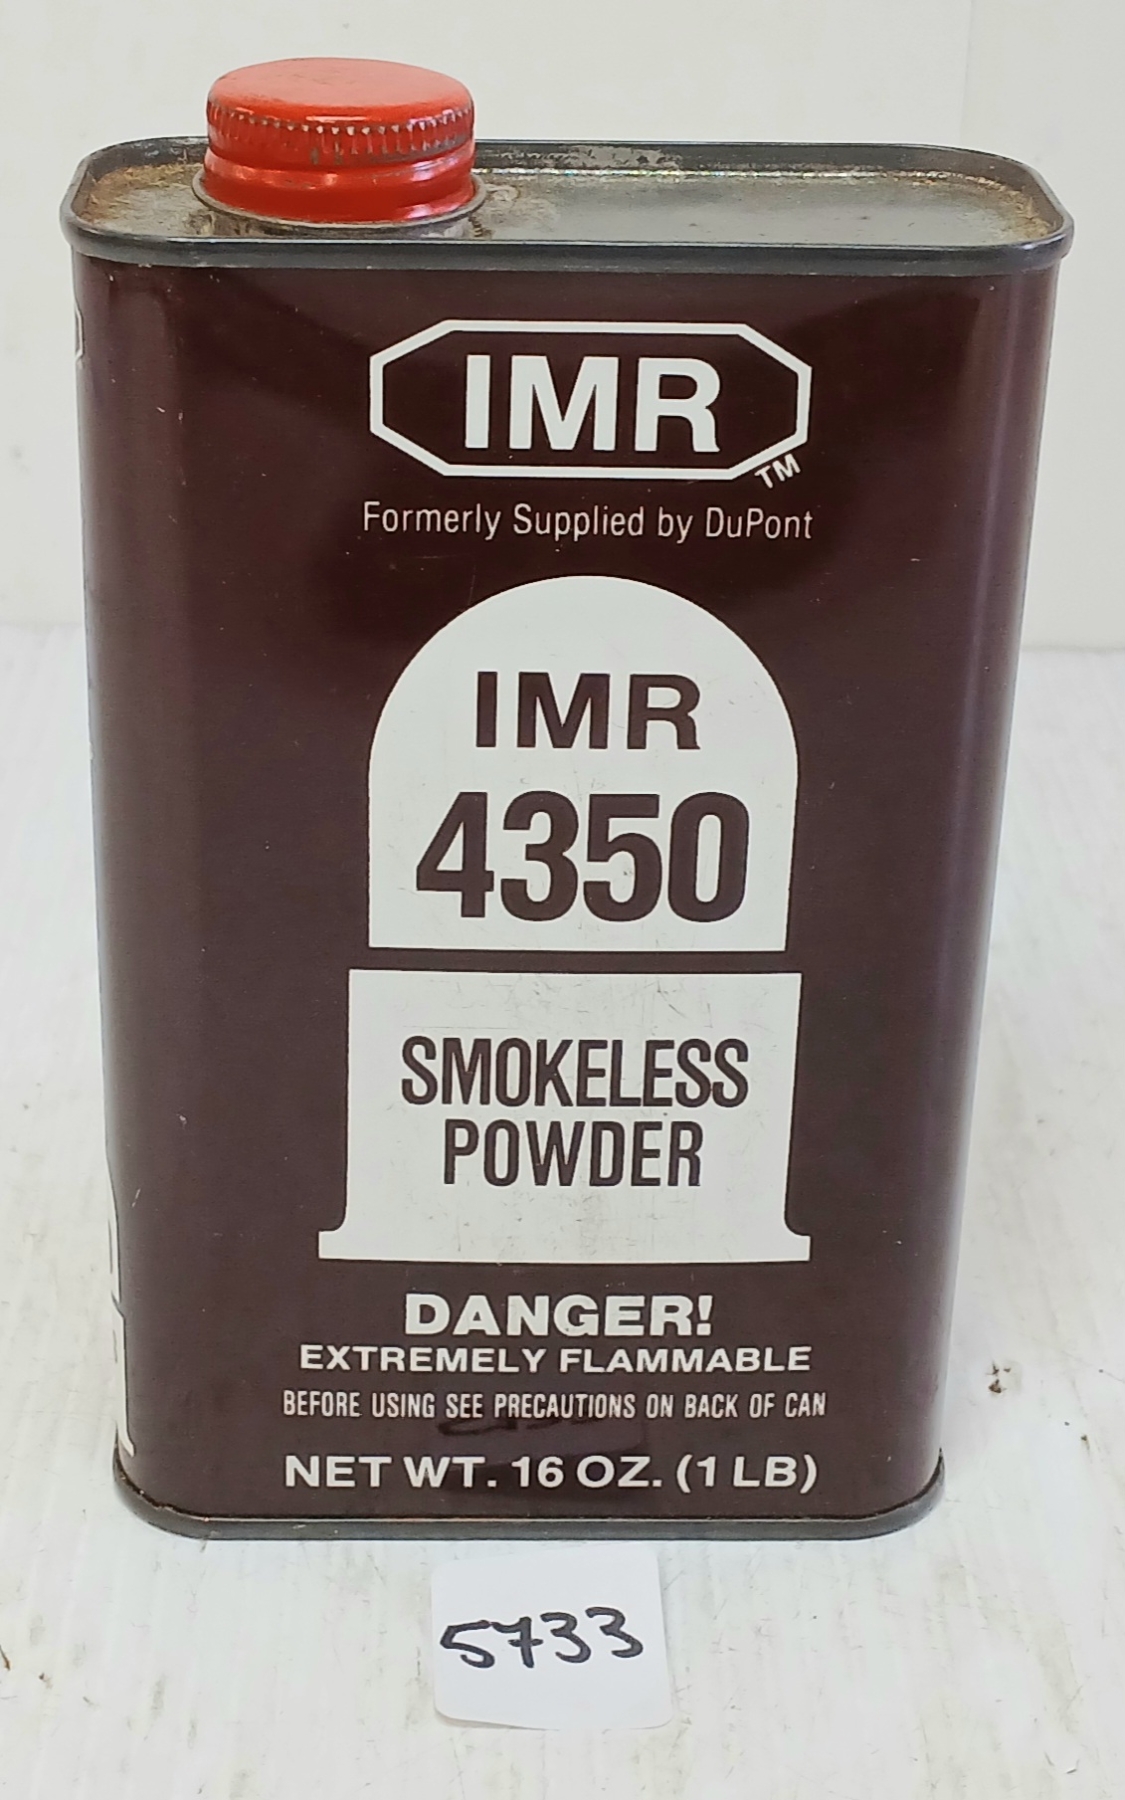 IMR
TM
Formerly Supplied by DuPont
IMR
4350
SMOKELESS
POWDER
DANGER!
EXTREMELY FLAMMABLE
BEFORE USING SEE PRECAUTIONS ON BACK OF CAN
NET WT. 16 OZ. (1 LB)
5733